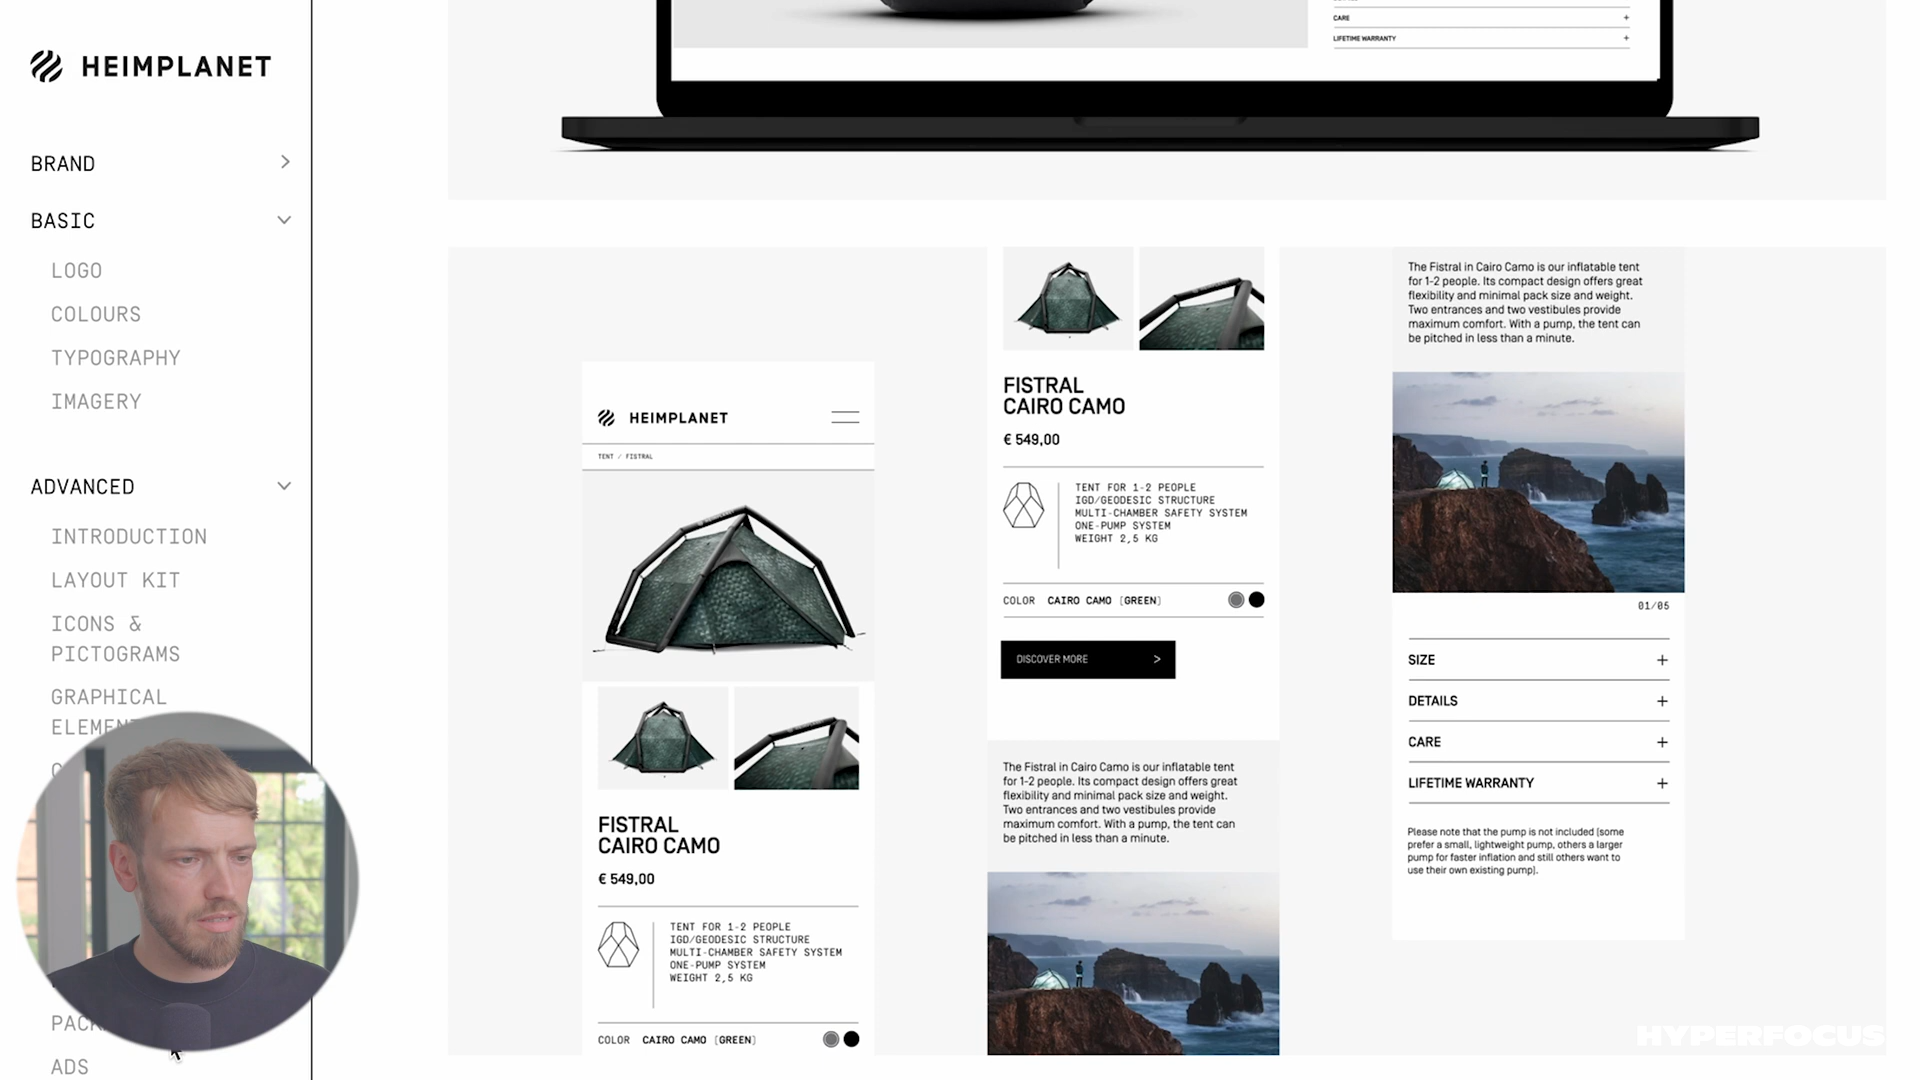 HEIMPLANET
BRAND
BASIC
LOGO
COLOURS
TYPOGRAPHY
IMAGERY
ADVANCED
INTRODUCTION
LAYOUT KIT
ICONS &
PICTOGRAMS
GRAPHICAL
ADS
CARE
LIFETIME WARRANTY
HEIMPLANET
TENT / FISTRAL
FISTRAL
CAIRO CAMO
€ 549,00
TENT FOR 1-2 PEOPLE
IGD/GEODESIC STRUCTURE
MULTI-CHAMBER SAFETY SYSTEM
ONE-PUMP SYSTEM
WEIGHT 2,5 KG
COLOR CAIRO CAMO (GREEN)
FISTRAL
CAIRO CAMO
€ 549,00
TENT FOR 1-2 PEOPLE
IGD/GEODESIC STRUCTURE
MULTI-CHAMBER SAFETY SYSTEM
ONE-PUMP SYSTEM
WEIGHT 2,5 KG
COLOR CAIRO CAMO (GREEN)
DISCOVER MORE >
The Fistral in Cairo Camo is our inflatable tent
for 1-2 people. Its compact design offers great
flexibility and minimal pack size and weight.
Two entrances and two vestibules provide
maximum comfort. With a pump, the tent can
be pitched in less than a minute.
The Fistral in Cairo Camo is our inflatable tent
for 1-2 people. Its compact design offers great
flexibility and minimal pack size and weight.
Two entrances and two vestibules provide
maximum comfort. With a pump, the tent can
be pitched in less than a minute.
01/05
SIZE
DETAILS
CARE
LIFETIME WARRANTY
Please note that the pump is not included (some
prefer a small, lightweight pump, others a larger
pump for faster inflation and still others want to
use their own existing pump).
HYPERFOCUS